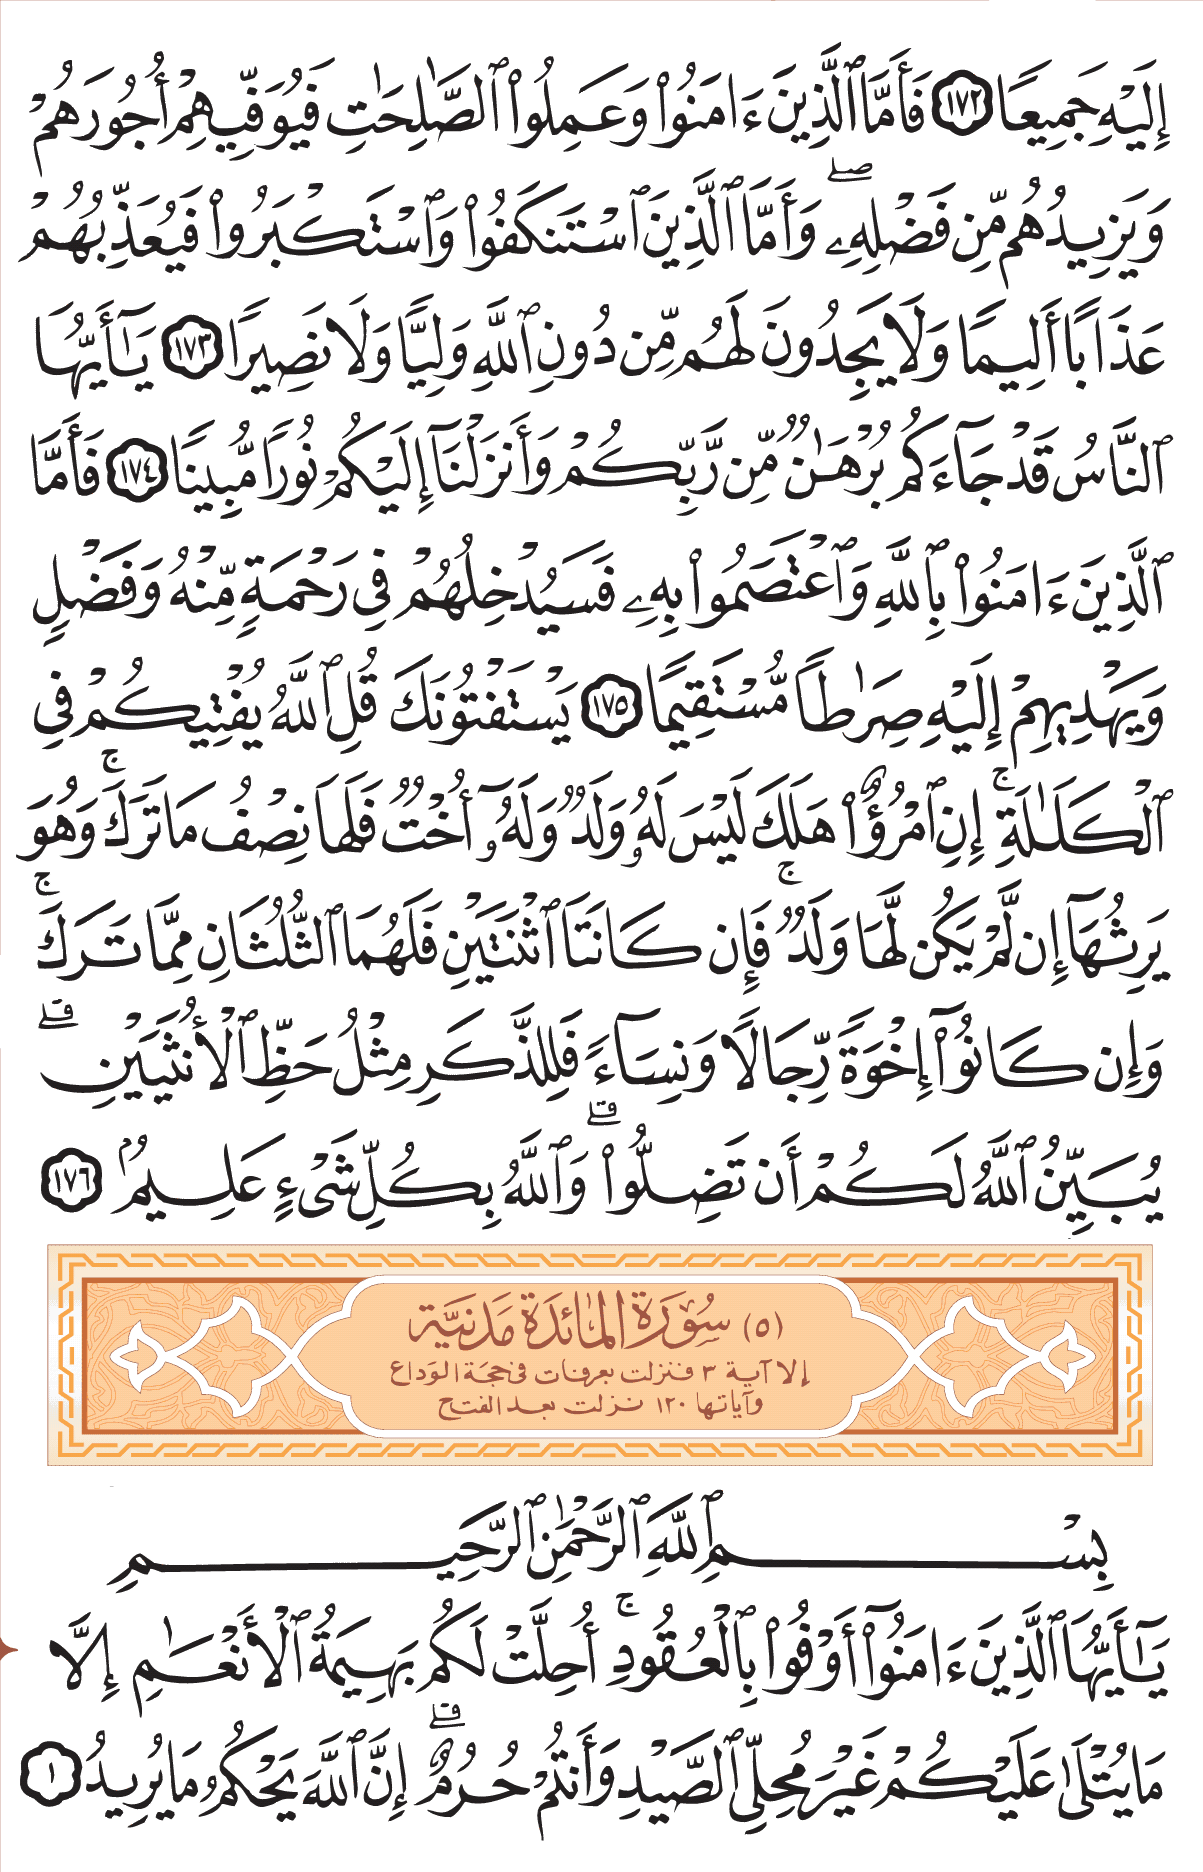 إِلَيْهِ جَمِيعًا ١٧٢ فَأَمَّا ٱلَّذِينَ ءَامَنُوا۟ وَعَمِلُوا۟ ٱلصَّٰلِحَٰتِ فَيُوَفِّيهِمْ أُجُورَهُمْ
وَيَزِيدُهُم مِّن فَضْلِهِۦۖ وَأَمَّا ٱلَّذِينَ ٱسْتَنكَفُوا۟ وَٱسْتَكْبَرُوا۟ فَيُعَذِّبُهُمْ
عَذَابًا أَلِيمًا وَلَا يَجِدُونَ لَهُم مِّن دُونِ ٱللَّهِ وَلِيًّا وَلَا نَصِيرًا ١٧٣ يَٰٓأَيُّهَا
ٱلنَّاسُ قَدْ جَآءَكُم بُرْهَٰنٌ مِّن رَّبِّكُمْ وَأَنزَلْنَآ إِلَيْكُمْ نُورًا مُّبِينًا ١٧٤ فَأَمَّا
ٱلَّذِينَ ءَامَنُوا۟ بِٱللَّهِ وَٱعْتَصَمُوا۟ بِهِۦ فَسَيُدْخِلُهُمْ فِى رَحْمَةٍ مِّنْهُ وَفَضْلٍ
وَيَهْدِيهِمْ إِلَيْهِ صِرَٰطًا مُّسْتَقِيمًا ١٧٥ يَسْتَفْتُونَكَ قُلِ ٱللَّهُ يُفْتِيكُمْ فِى
ٱلْكَلَٰلَةِۚ إِنِ ٱمْرُؤٌا۟ هَلَكَ لَيْسَ لَهُۥ وَلَدٌ وَلَهُۥٓ أُخْتٌ فَلَهَا نِصْفُ مَا تَرَكَۚ وَهُوَ
يَرِثُهَآ إِن لَّمْ يَكُن لَّهَا وَلَدٌۚ فَإِن كَانَتَا ٱثْنَتَيْنِ فَلَهُمَا ٱلثُّلُثَانِ مِمَّا تَرَكَۚ
وَإِن كَانُوٓا۟ إِخْوَةً رِّجَالًا وَنِسَآءً فَلِلذَّكَرِ مِثْلُ حَظِّ ٱلْأُنثَيَيْنِۗ
يُبَيِّنُ ٱللَّهُ لَكُمْ أَن تَضِلُّوا۟ۗ وَٱللَّهُ بِكُلِّ شَىْءٍ عَلِيمٌۢ ١٧٦
(٥) سُورَة المَائدَة مَدنيَّة
إلا آية ٣ فنزلت بعرفات في حجة الوداع
وآياتها ١٢٠ نزلت بعد الفتح
بِسْمِ ٱللَّهِ ٱلرَّحْمَٰنِ ٱلرَّحِيمِ
يَٰٓأَيُّهَا ٱلَّذِينَ ءَامَنُوٓا۟ أَوْفُوا۟ بِٱلْعُقُودِۚ أُحِلَّتْ لَكُم بَهِيمَةُ ٱلْأَنْعَٰمِ إِلَّا
مَا يُتْلَىٰ عَلَيْكُمْ غَيْرَ مُحِلِّى ٱلصَّيْدِ وَأَنتُمْ حُرُمٌۗ إِنَّ ٱللَّهَ يَحْكُمُ مَا يُرِيدُ ١